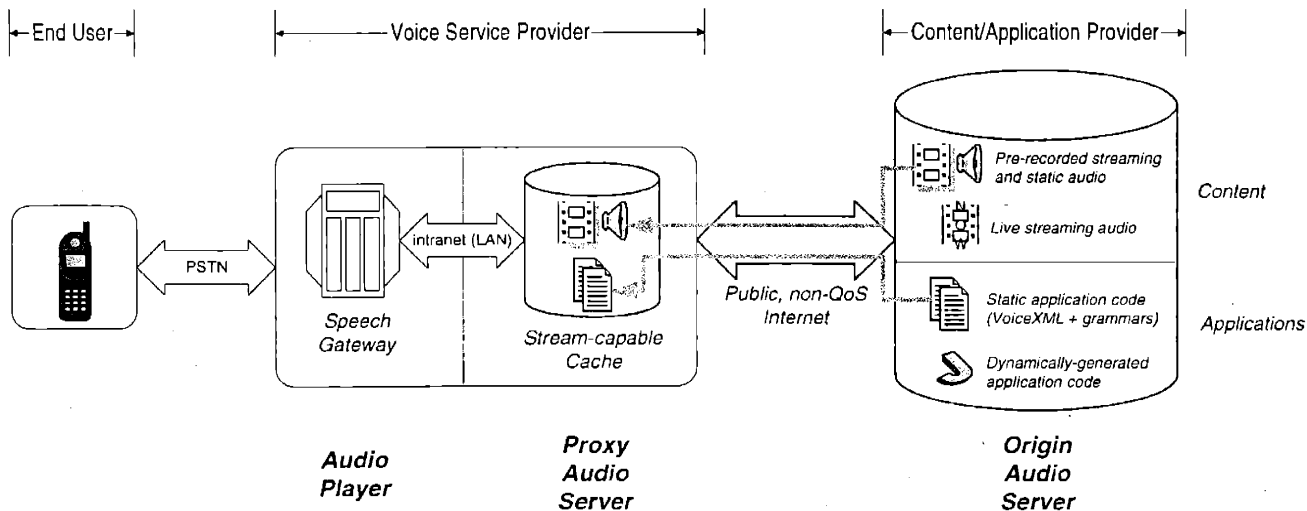 End User
Voice Service Provider
Content/Application Provider
Pre-recorded streaming
and static audio
Content
Live streaming audio
PSTN
intranet (LAN)
Public, non-QoS
Internet
Speech
Gateway
Stream-capable
Cache
Static application code
(VoiceXML + grammars)
Applications
Dynamically-generated
application code
Audio
Player
Proxy
Audio
Server
Origin
Audio
Server